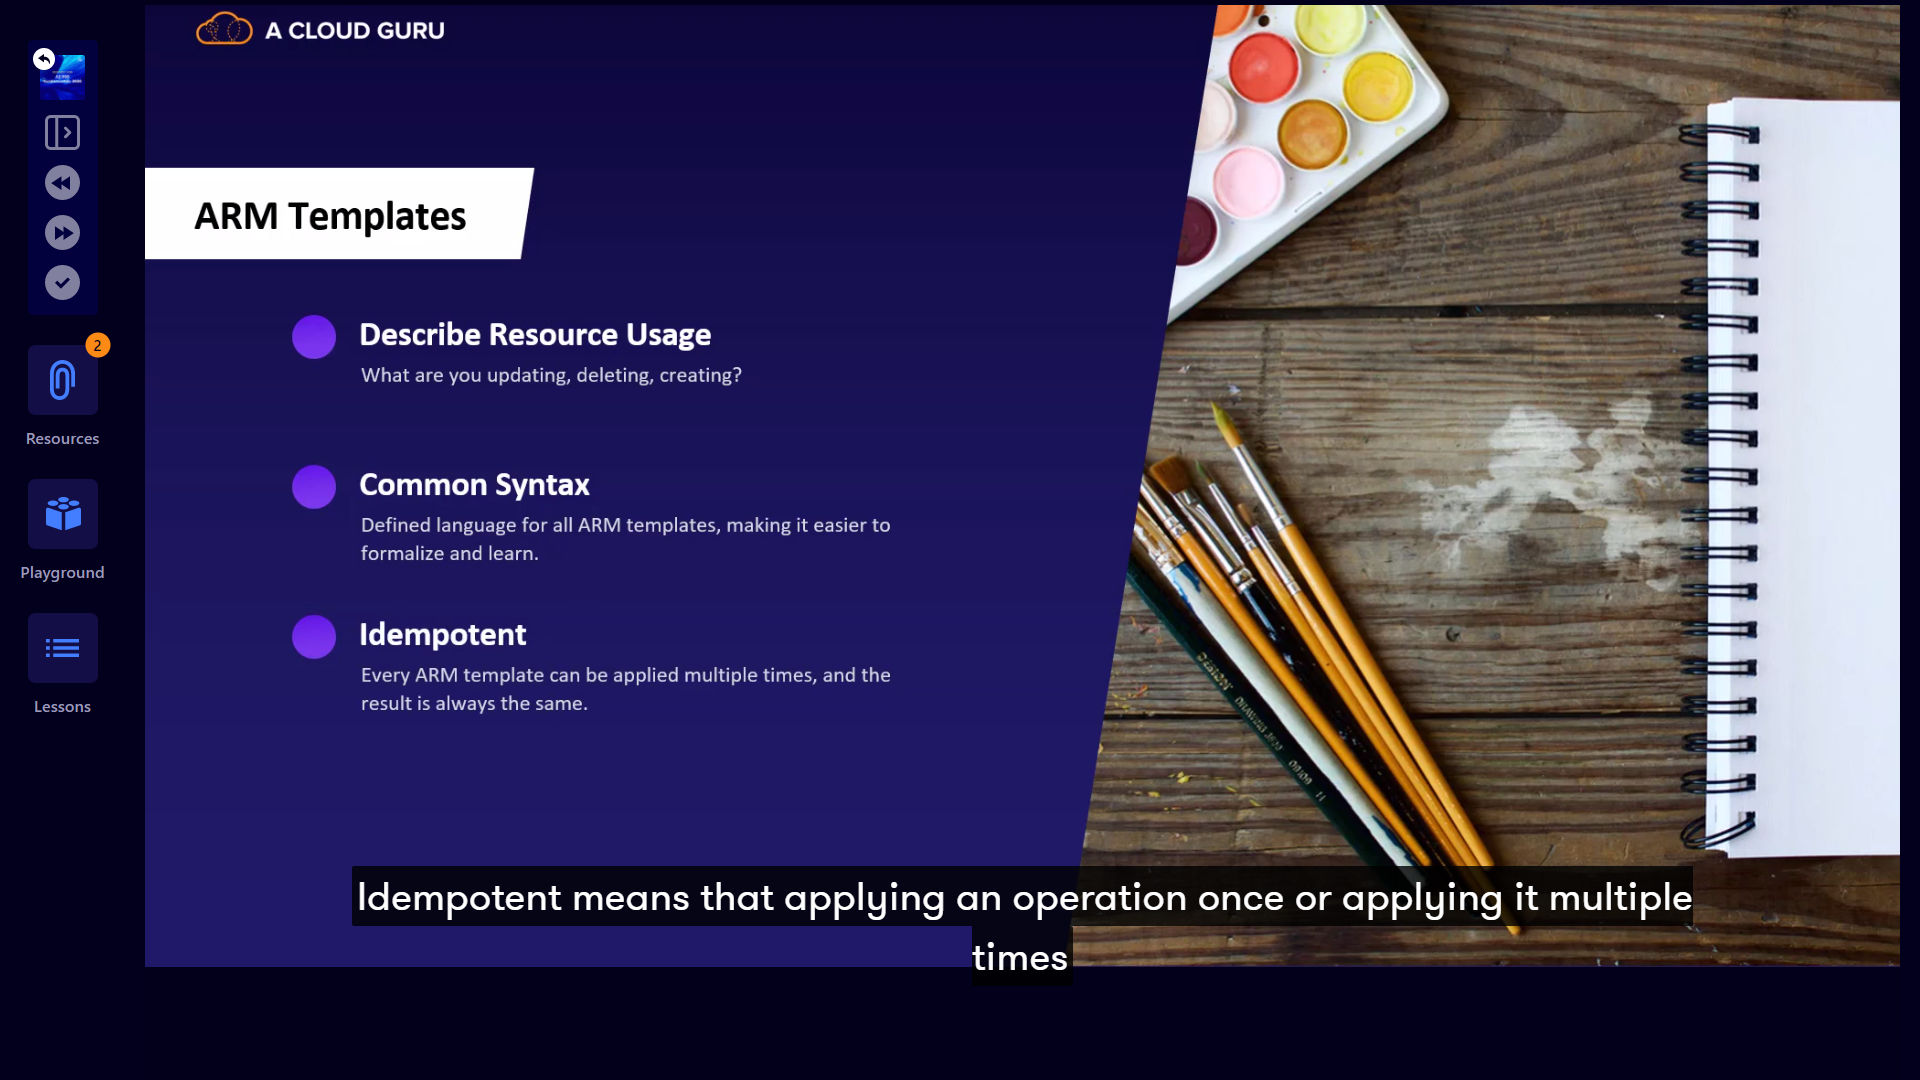 A CLOUD GURU
ARM Templates
Describe Resource Usage
What are you updating, deleting, creating?
Common Syntax
Defined language for all ARM templates, making it easier to
formalize and learn.
Idempotent
Every ARM template can be applied multiple times, and the
result is always the same.
2
Resources
Playground
Lessons
Idempotent means that applying an operation once or applying it multiple
times